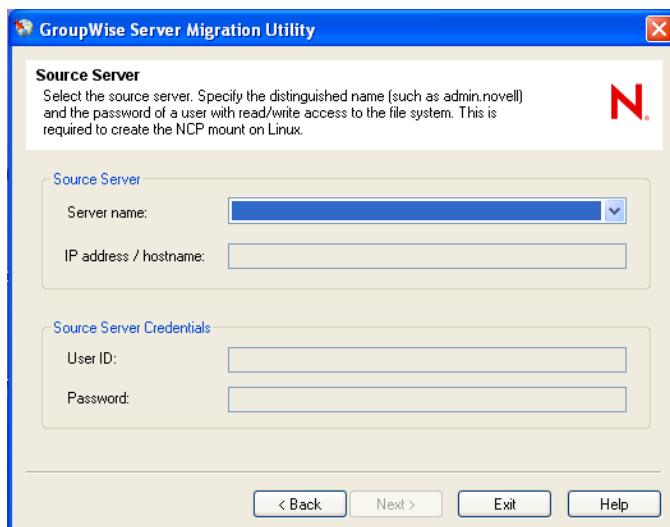 GroupWise Server Migration Utility
Source Server
Select the source server. Specify the distinguished name (such as admin.novell)
and the password of a user with read/write access to the file system. This is
required to create the NCP mount on Linux.
N.
Source Server
Server name:
IP address / hostname:
Source Server Credentials
User ID:
Password:
< Back
Next >
Exit
Help